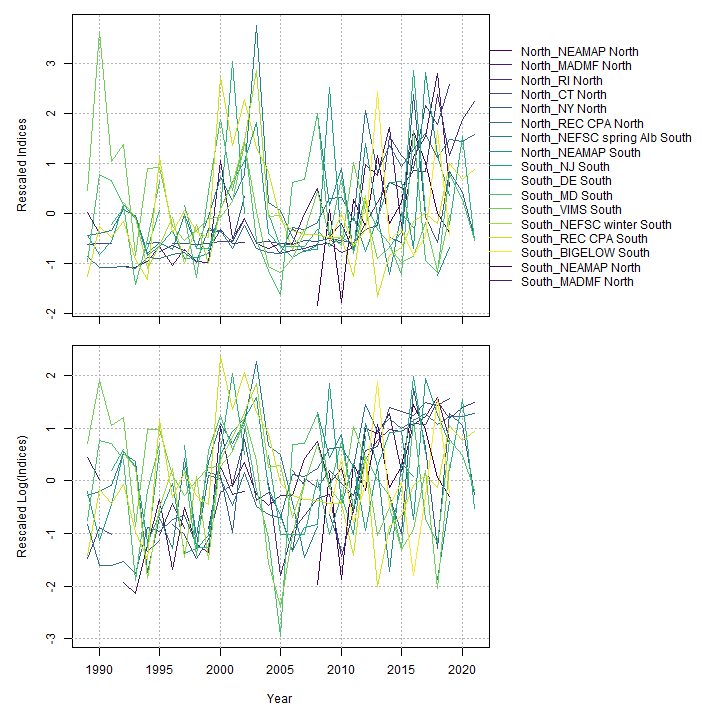 Rescaled Indices
3
2
1
0
-1
-2
North_NEAMAP North
North_MADMF North
North_RI North
North_CT North
North_NY North
North_REC CPA North
North_NEFSC spring Alb South
North_NEAMAP South
South_NJ South
South_DE South
South_MD South
South_VIMS South
South_NEFSC winter South
South_REC CPA South
South_BIGELOW South
South_NEAMAP North
South_MADMF North
Rescaled Log(Indices)
2
1
0
-1
-2
-3
1990 1995 2000 2005 2010 2015 2020
Year